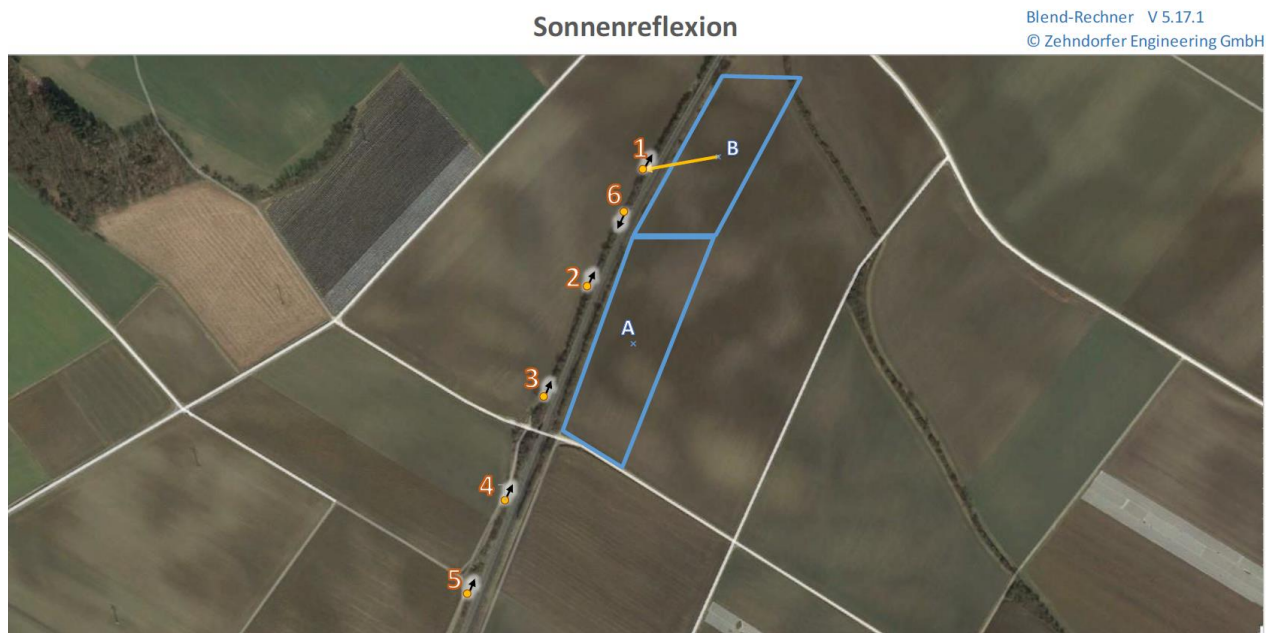 Sonnenreflexion
Blend-Rechner V 5.17.1
© Zehndorfer Engineering GmbH
1
B
6
2
A
3
4
5